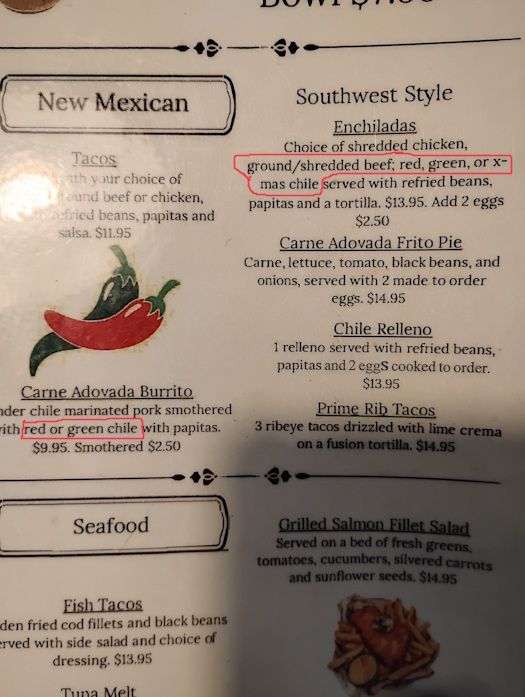 New Mexican
Tacos
with your choice of
ound beef or chicken,
refried beans, papitas and
salsa. $11.95
Carne Adovada Burrito
nder chile marinated pork smothered
ith red or green chile with papitas.
$9.95. Smothered $2.50
Southwest Style
Enchiladas
Choice of shredded chicken,
ground/shredded beef; red, green, or x-
mas chile served with refried beans,
papitas and a tortilla. $13.95. Add 2 eggs
$2.50
Carne Adovada Frito Pie
Carne, lettuce, tomato, black beans, and
onions, served with 2 made to order
eggs. $14.95
Chile Relleno
1 relleno served with refried beans,
papitas and 2 eggs cooked to order.
$13.95
Prime Rib Tacos
3 ribeye tacos drizzled with lime crema
on a fusion tortilla. $14.95
Seafood
Fish Tacos
den fried cod fillets and black beans
erved with side salad and choice of
dressing. $13.95
Tuna Melt
Grilled Salmon Fillet Salad
Served on a bed of fresh greens,
tomatoes, cucumbers, silvered carrots
and sunflower seeds. $14.95